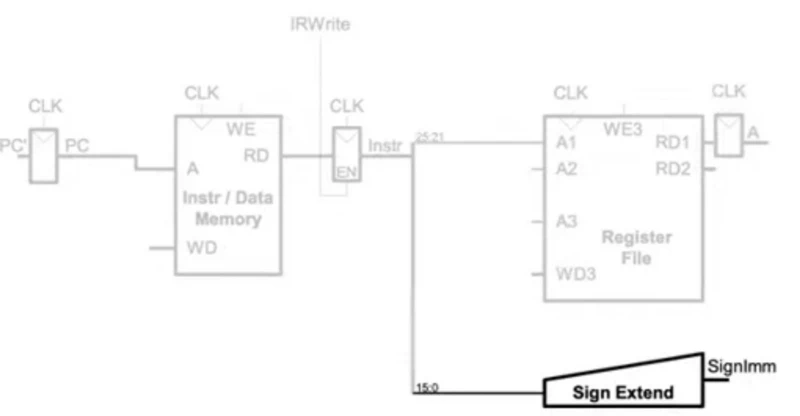 IRWrite
CLK
CLK
CLK
CLK
CLK
PC'
PC
WE
RD
A
Instr / Data
Memory
WD
EN
Instr
25:21
WE3
A1
RD1
A
A2
RD2
A3
Register
File
WD3
15:0
SignImm
Sign Extend